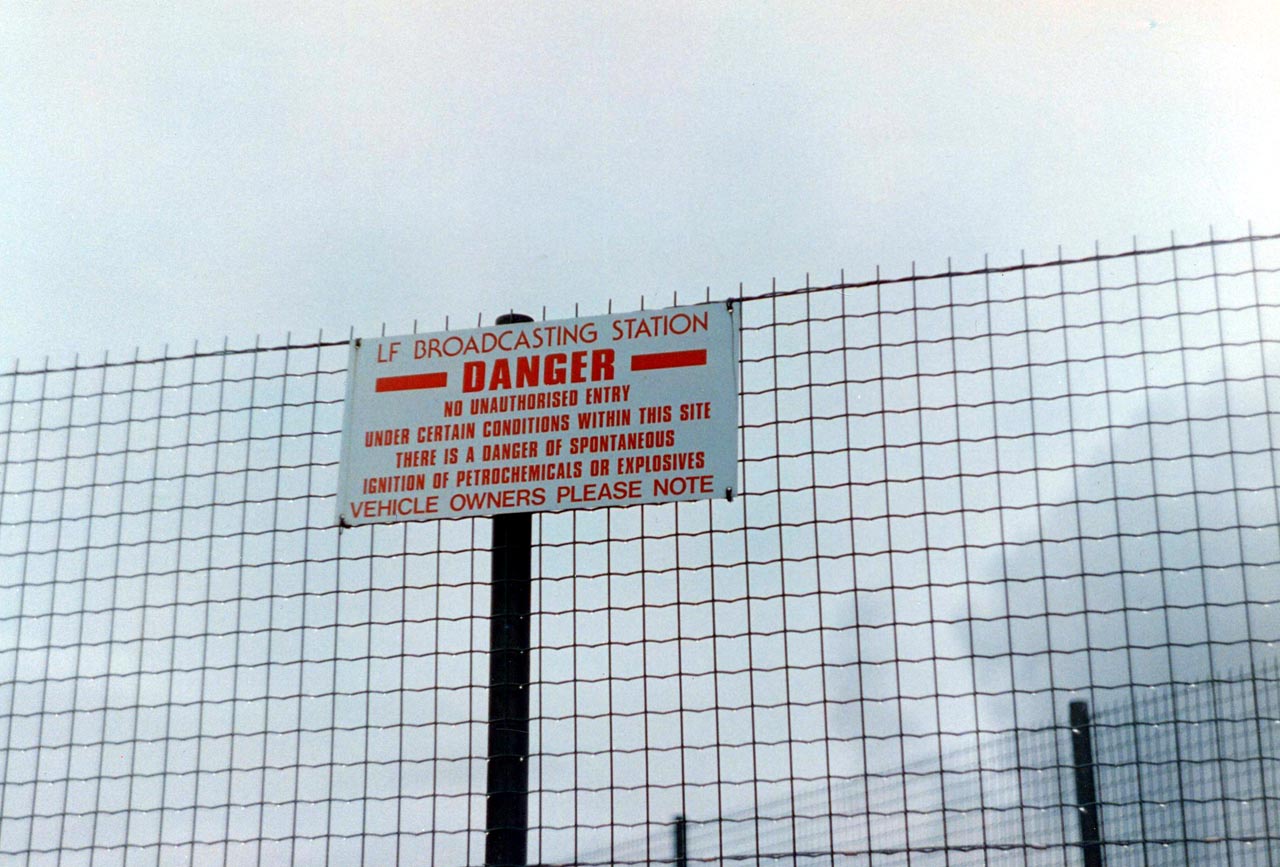 LF BROADCASTING STATION
DANGER
NO UNAUTHORISED ENTRY
UNDER CERTAIN CONDITIONS WITHIN THIS SITE
THERE IS A DANGER OF SPONTANEOUS
IGNITION OF PETROCHEMICALS OR EXPLOSIVES
VEHICLE OWNERS PLEASE NOTE